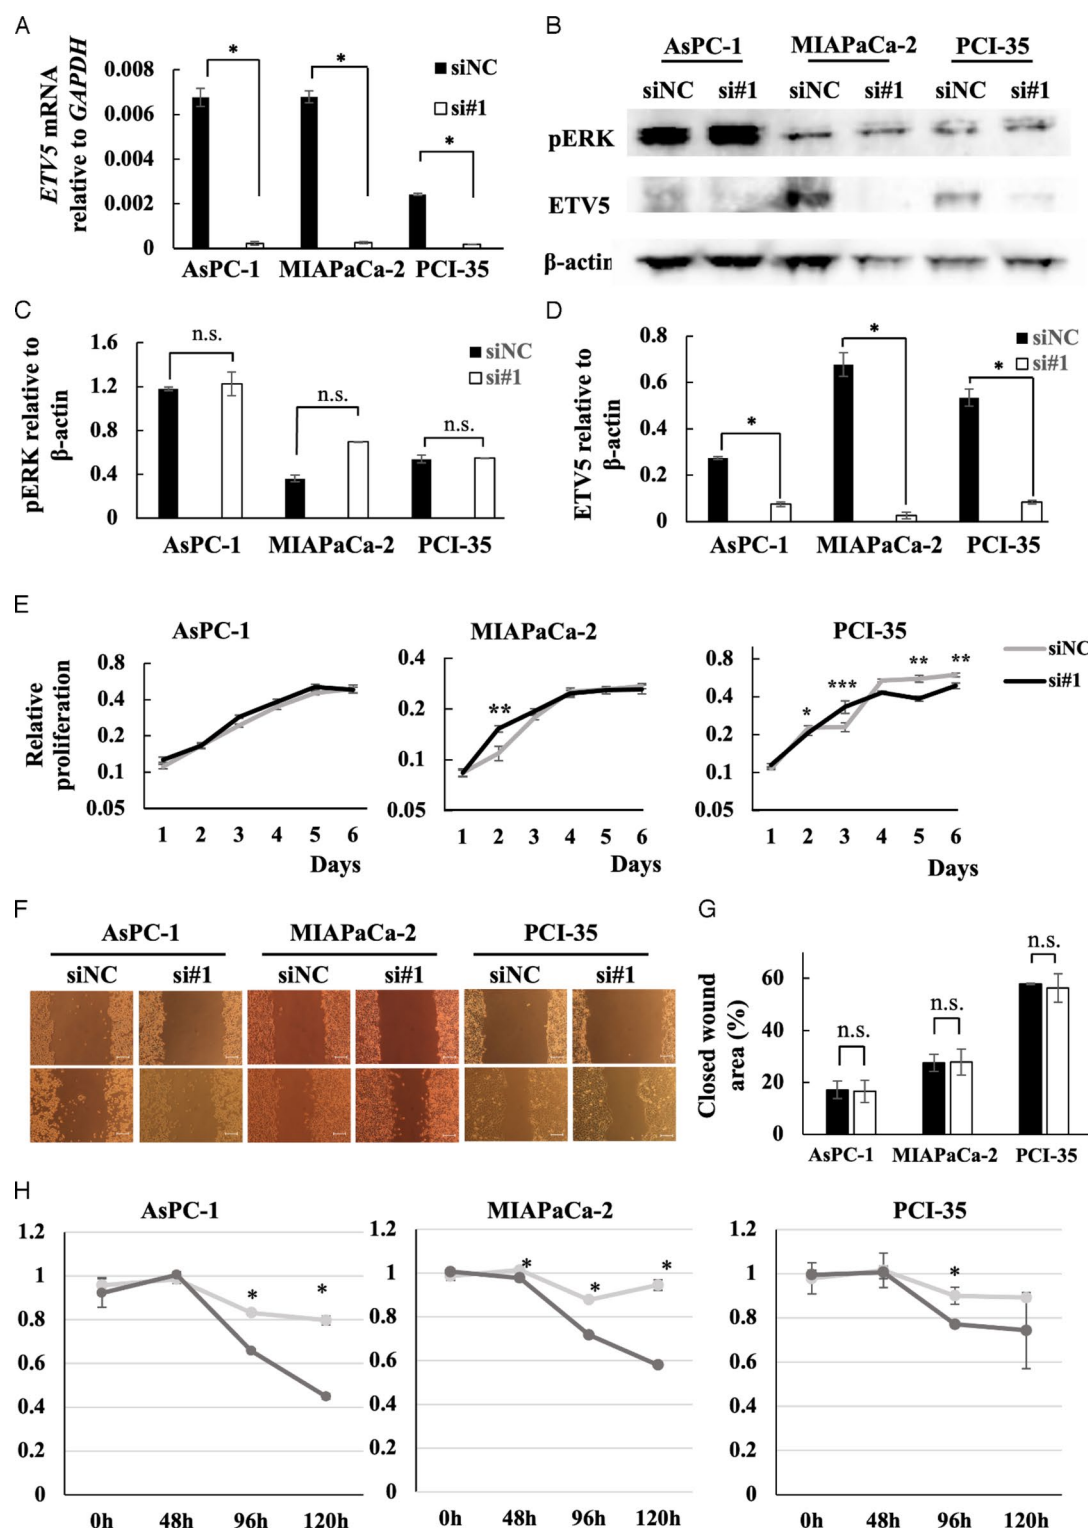 A
ETV5 mRNA
relative to GAPDH
0.008
0.006
0.004
0.002
0
*
*
*
siNC
si#1
AsPC-1 MIAPaCa-2 PCI-35
B
AsPC-1 MIAPaCa-2 PCI-35
siNC si#1 siNC si#1 siNC si#1
pERK
ETV5
β-actin
C
pERK relative to
β-actin
1.6
1.2
0.8
0.4
0
n.s.
n.s.
n.s.
siNC
si#1
AsPC-1 MIAPaCa-2 PCI-35
D
ETV5 relative to
β-actin
0.8
0.6
0.4
0.2
0
*
*
*
siNC
si#1
AsPC-1 MIAPaCa-2 PCI-35
E
Relative
proliferation
AsPC-1
0.8
0.4
0.2
0.1
0.05
1 2 3 4 5 6
Days
MIAPaCa-2
0.4
0.2
0.1
0.05
**
1 2 3 4 5 6
Days
PCI-35
0.8
0.4
0.2
0.1
0.05
* *** ** **
1 2 3 4 5 6
Days
siNC
si#1
F
AsPC-1 MIAPaCa-2 PCI-35
siNC si#1 siNC si#1 siNC si#1
G
Closed wound
area (%)
60
40
20
0
n.s.
n.s.
n.s.
AsPC-1 MIAPaCa-2 PCI-35
H
AsPC-1
1.2
1
0.8
0.6
0.4
0.2
0
* *
0h 48h 96h 120h
MIAPaCa-2
1.2
1
0.8
0.6
0.4
0.2
0
* * *
0h 48h 96h 120h
PCI-35
1.2
1
0.8
0.6
0.4
0.2
0
*
0h 48h 96h 120h